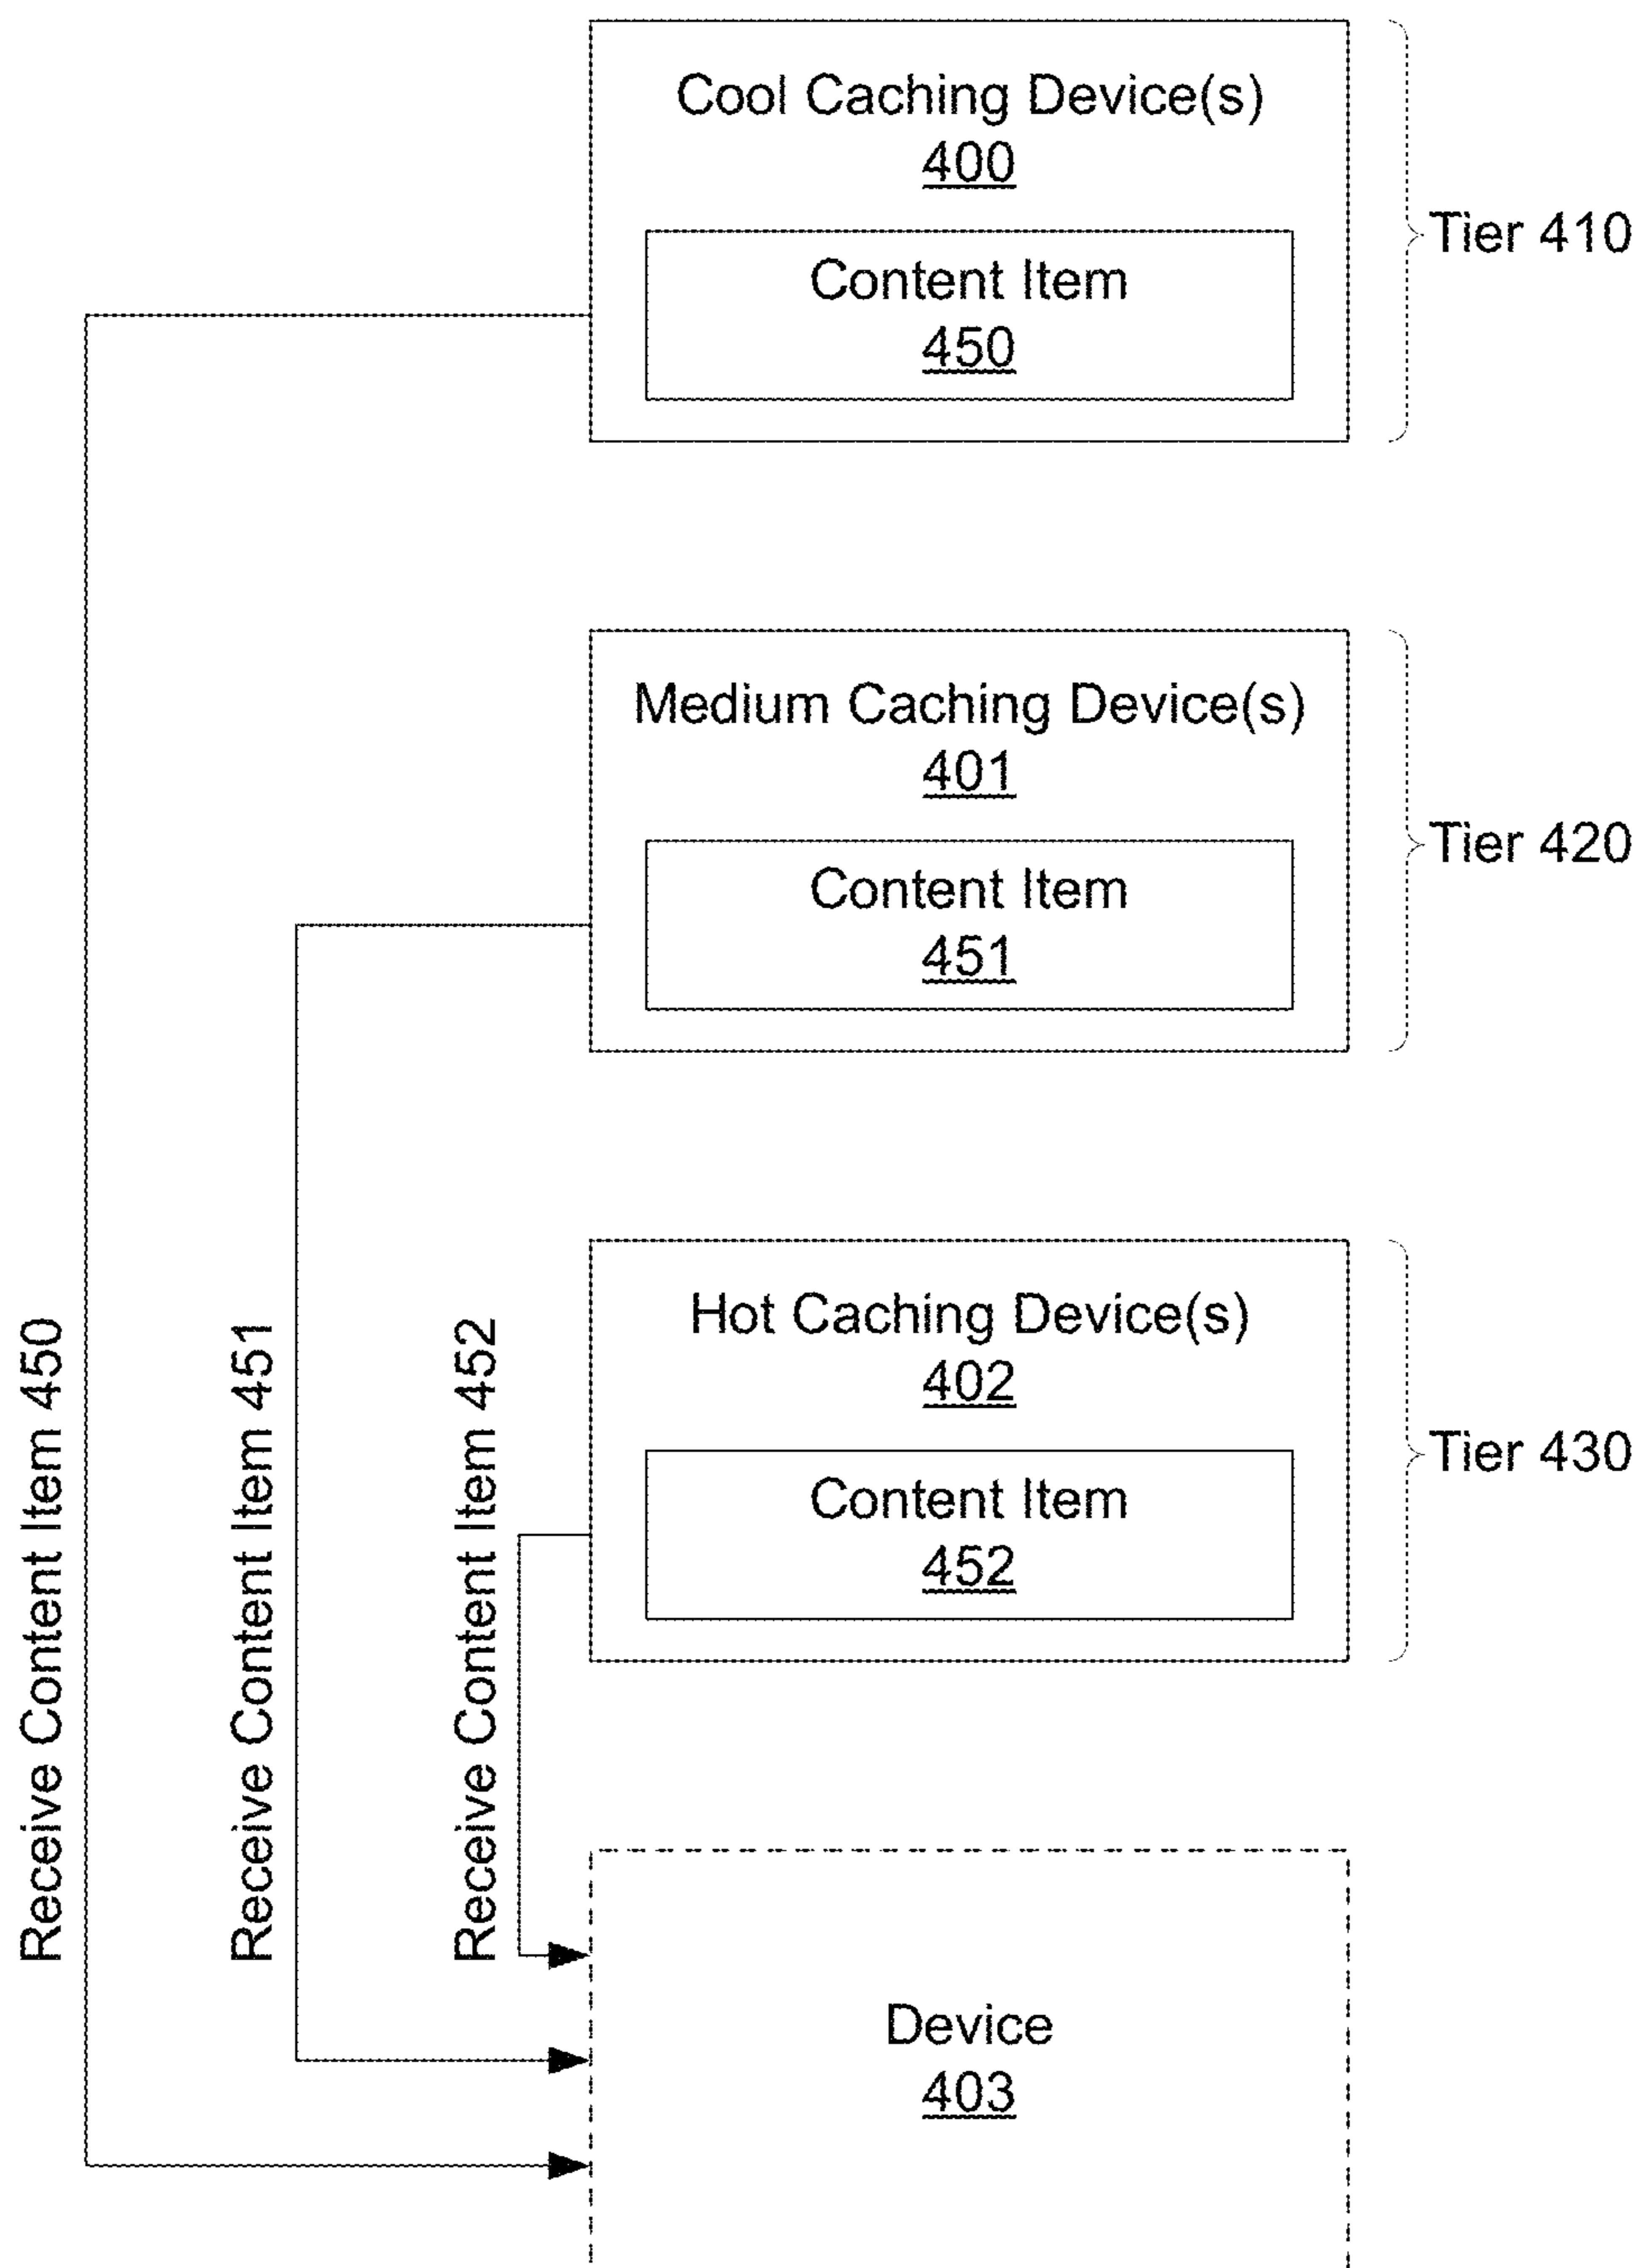 Cool Caching Device(s)
400
Content Item
450
Tier 410
Medium Caching Device(s)
401
Content Item
451
Tier 420
Hot Caching Device(s)
402
Content Item
452
Tier 430
Receive Content Item 450
Receive Content Item 451
Receive Content Item 452
Device
403